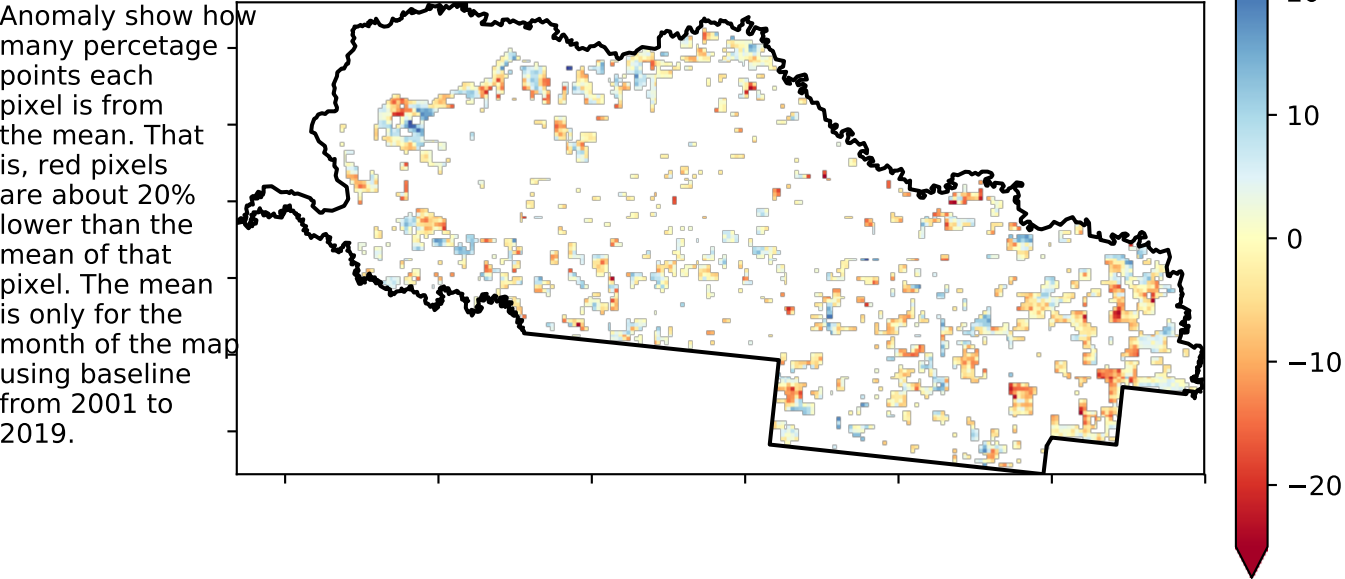 Anomaly show how
many percetage
points each
pixel is from
the mean. That
is, red pixels
are about 20%
lower than the
mean of that
pixel. The mean
is only for the
month of the map
using baseline
from 2001 to
2019.
10
0
−10
−20